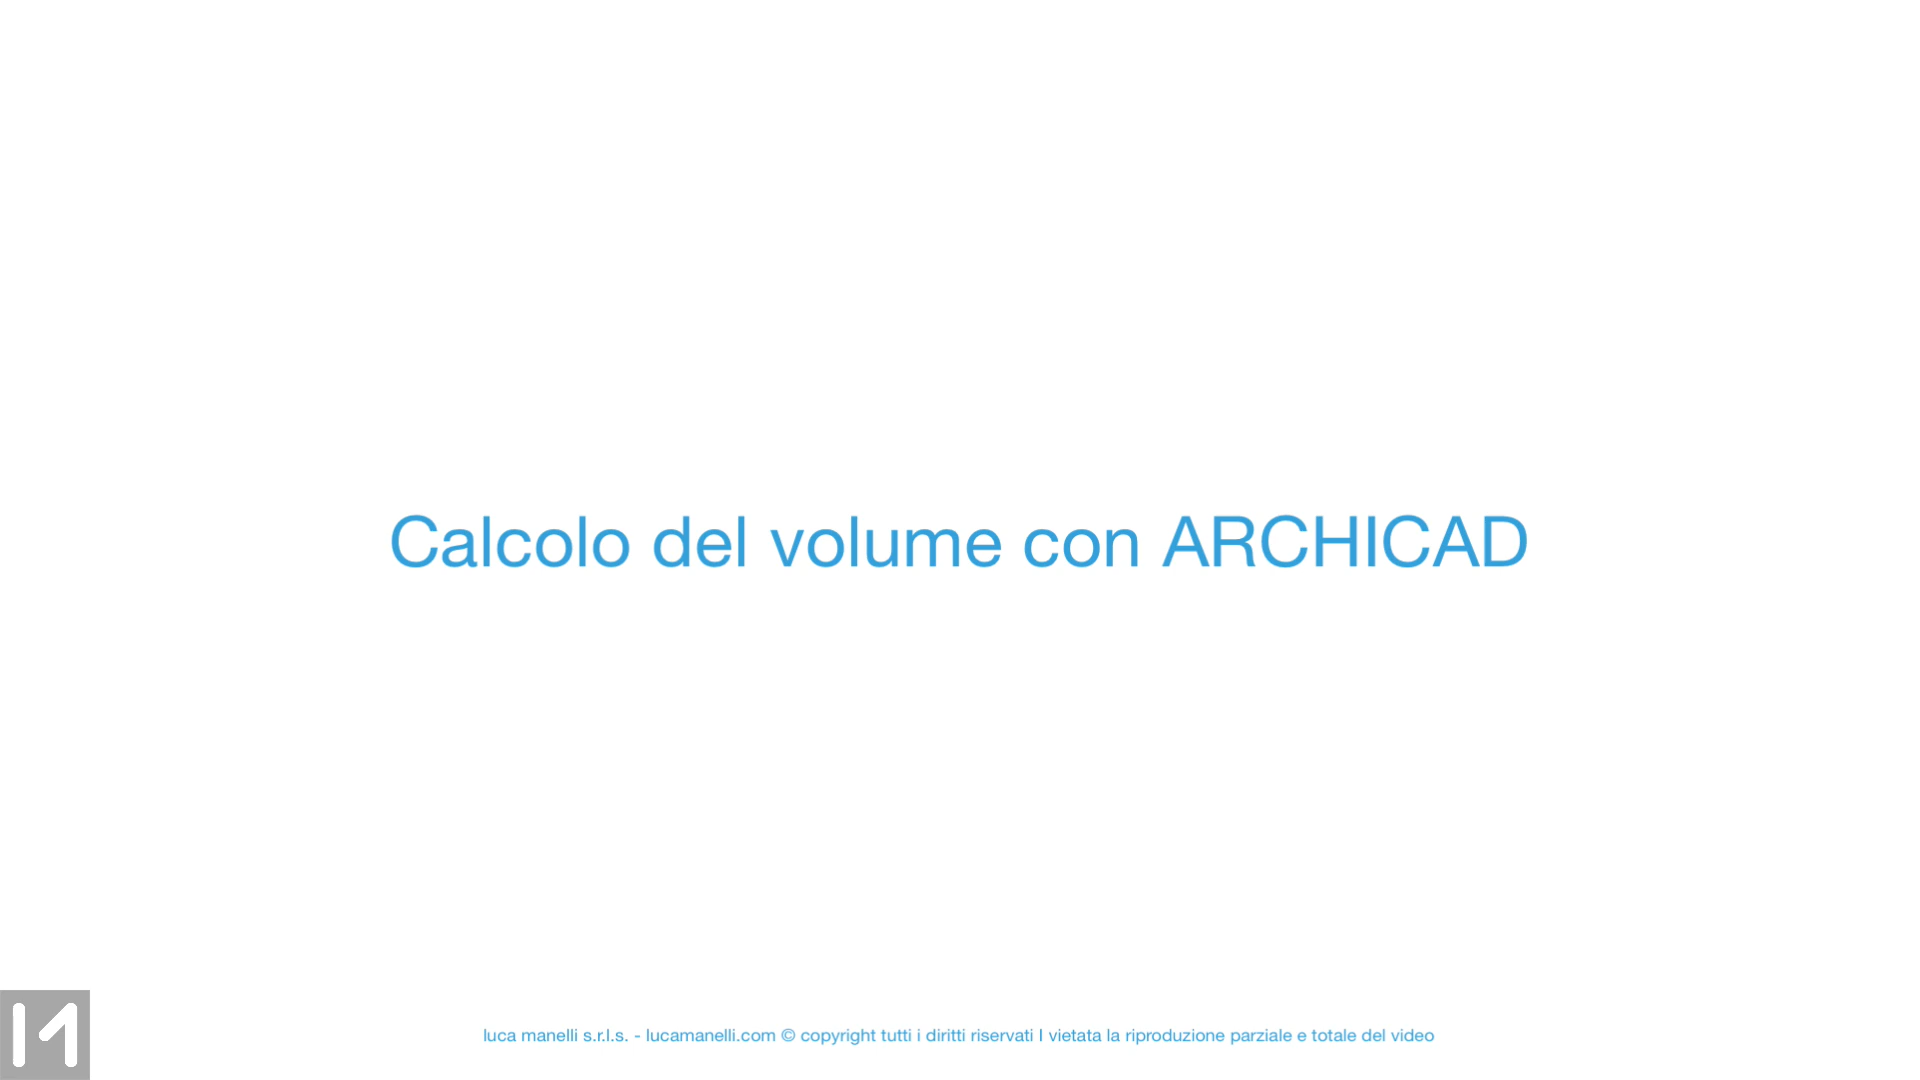 Calcolo del volume con ARCHICAD
luca manelli s.r.l.s. - lucamanelli.com © copyright tutti i diritti riservati I vietata la riproduzione parziale e totale del video